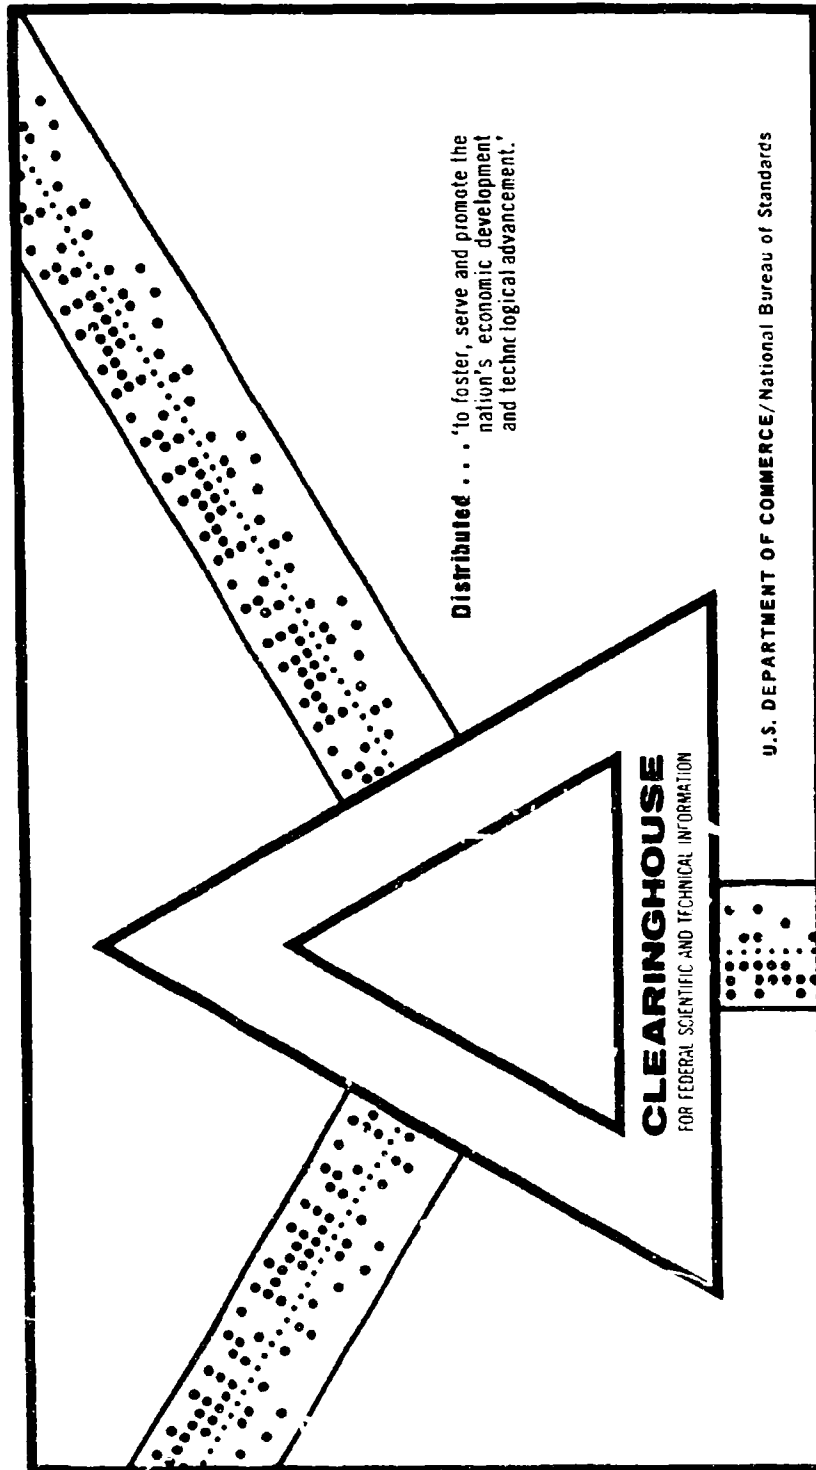 Distributed . . . 'to foster, serve and promote the
nation's economic development
and technological advancement.'
CLEARINGHOUSE
FOR FEDERAL SCIENTIFIC AND TECHNICAL INFORMATION
U.S. DEPARTMENT OF COMMERCE/National Bureau of Standards